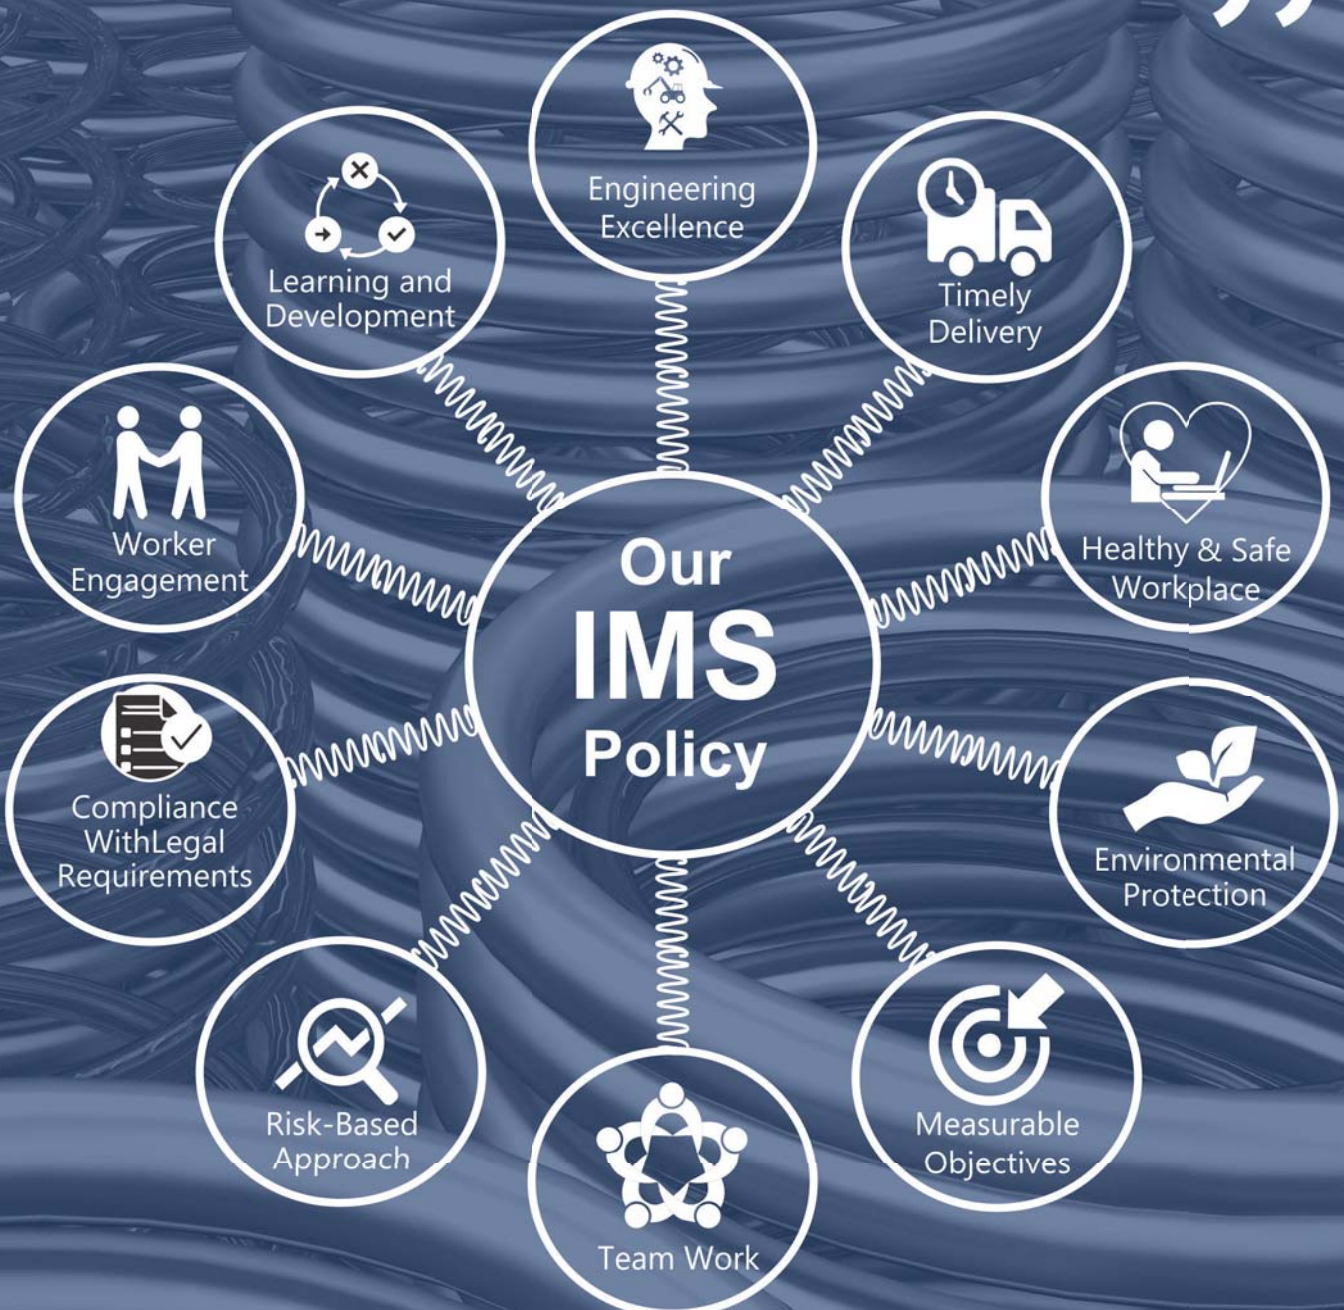 ”
Engineering
Excellence
Learning and
Development
Timely
Delivery
Worker
Engagement
Healthy & Safe
Workplace
Our
IMS
Policy
Compliance
WithLegal
Requirements
Environmental
Protection
Risk-Based
Approach
Measurable
Objectives
Team Work